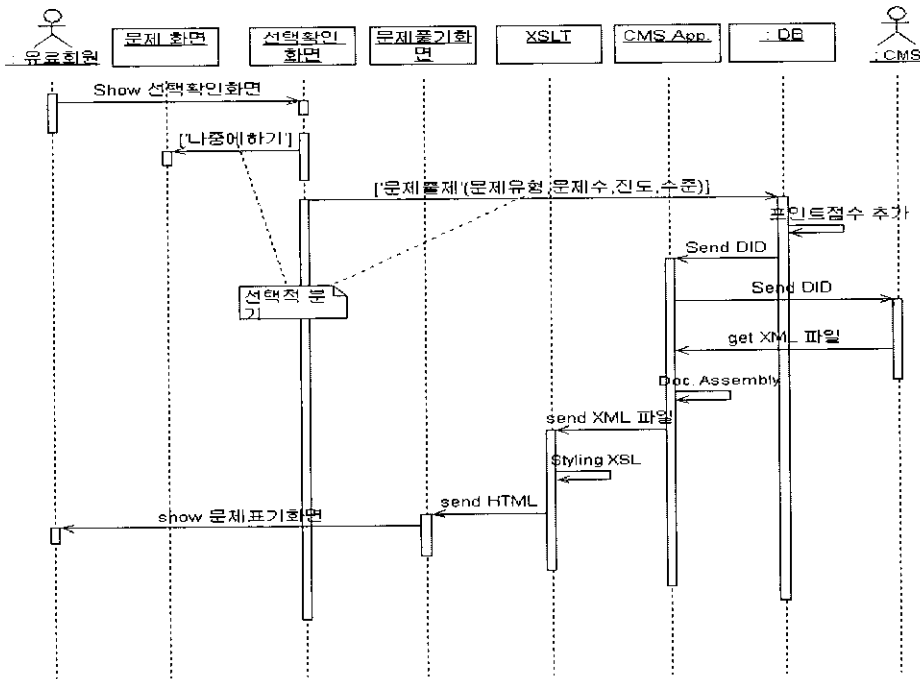 : 유료회원
문제 화면
선택확인
화면
문제풀기화
면
XSLT
CMS App.
: DB
: CMS
Show 선택확인화면
['나중에하기']
['문제출제'(문제유형,문제수,진도,수준)]
포인트점수 추가
Send DID
Send DID
선택적 분
기
get XML 파일
Doc. Assembly
send XML 파일
Styling XSL
send HTML
show 문제표기화면